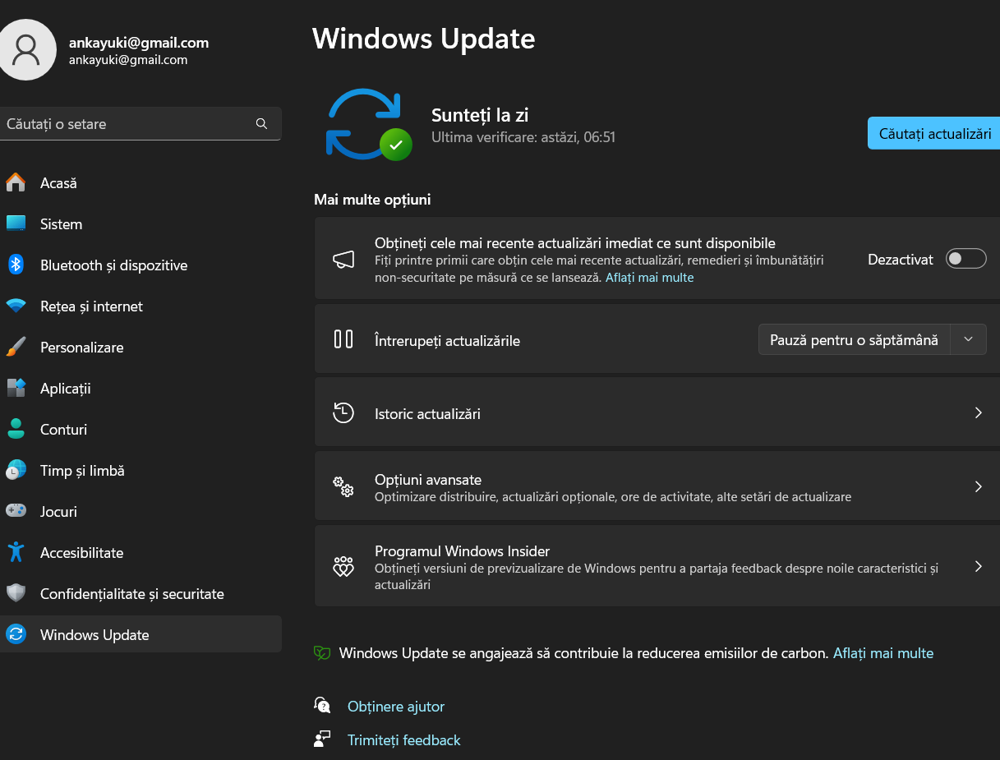 ankayuki@gmail.com
ankayuki@gmail.com
Căutați o setare
Acasă
Sistem
Bluetooth și dispozitive
Rețea și internet
Personalizare
Aplicații
Conturi
Timp și limbă
Jocuri
Accesibilitate
Confidențialitate și securitate
Windows Update
Windows Update
Sunteți la zi
Ultima verificare: astăzi, 06:51
Căutați actualizări
Mai multe opțiuni
Obțineți cele mai recente actualizări imediat ce sunt disponibile
Fiți printre primii care obțin cele mai recente actualizări, remedieri și îmbunătățiri
non-securitate pe măsură ce se lansează. Aflați mai multe
Dezactivat
Întrerupeți actualizările
Pauză pentru o săptămână
Istoric actualizări
Opțiuni avansate
Optimizare distribuire, actualizări opționale, ore de activitate, alte setări de actualizare
Programul Windows Insider
Obțineți versiuni de previzualizare de Windows pentru a partaja feedback despre noile caracteristici și
actualizări
Windows Update se angajează să contribuie la reducerea emisiilor de carbon. Aflați mai multe
Obținere ajutor
Trimiteți feedback